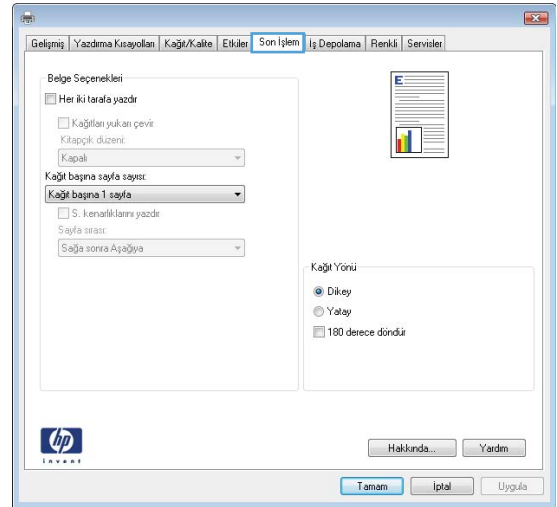 Gelişmiş Yazdırma Kısayolları Kağıt/Kalite Etkiler Son İşlem İş Depolama Renkli Servisler
Belge Seçenekleri
Her iki tarafa yazdır
Kağıtları yukarı çevir
Kitapçık düzeni:
Kapalı
Kağıt başına sayfa sayısı:
Kağıt başına 1 sayfa
S. kenarlıklarını yazdır
Sayfa sırası:
Sağa sonra Aşağıya
E
Kağıt Yönü
Dikey
Yatay
180 derece döndür
hp
invent
Hakkında... Yardım
Tamam İptal Uygula